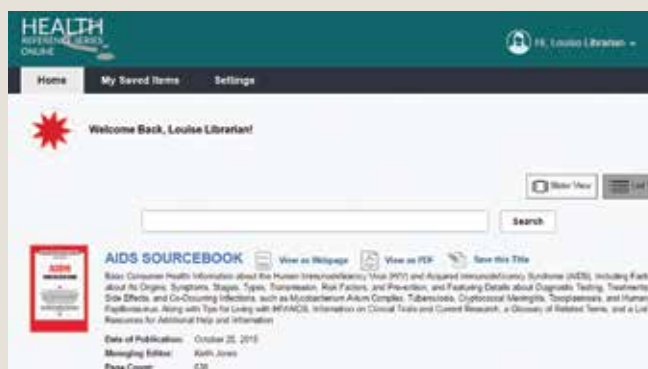 HEALTH
REFERENCE SERIES
ONLINE
Hi, Louise Librarian
Home My Saved Items Settings
Welcome Back, Louise Librarian!
Slider View List
Search
AIDS SOURCEBOOK View as Webpage View as PDF Save this Title
Basic Consumer Health Information about the Human Immunodeficiency Virus (HIV) and Acquired Immunodeficiency Syndrome (AIDS), Including Facts
about Its Origins, Symptoms, Stages, Types, Transmission, Risk Factors, and Prevention, and Featuring Details about Diagnostic Testing, Treatments
Side Effects, and Co-Occurring Infections, such as Mycobacterium Avium Complex, Tuberculosis, Cryptococcal Meningitis, Toxoplasmosis, and Human
Papillomavirus, Along with Tips for Living with HIV/AIDS, Information on Clinical Trials and Current Research, a Glossary of Related Terms, and a List
Resources for Additional Help and Information
AIDS
Date of Publication: October 25, 2015
Managing Editor: Keith Jones
Page Count: